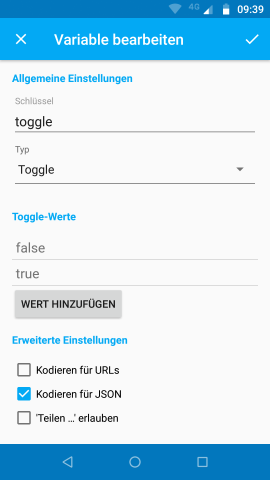 4G 09:39
Variable bearbeiten
Allgemeine Einstellungen
Schlüssel
toggle
Typ
Toggle
Toggle-Werte
false
true
WERT HINZUFÜGEN
Erweiterte Einstellungen
Kodieren für URLs
Kodieren für JSON
'Teilen …' erlauben